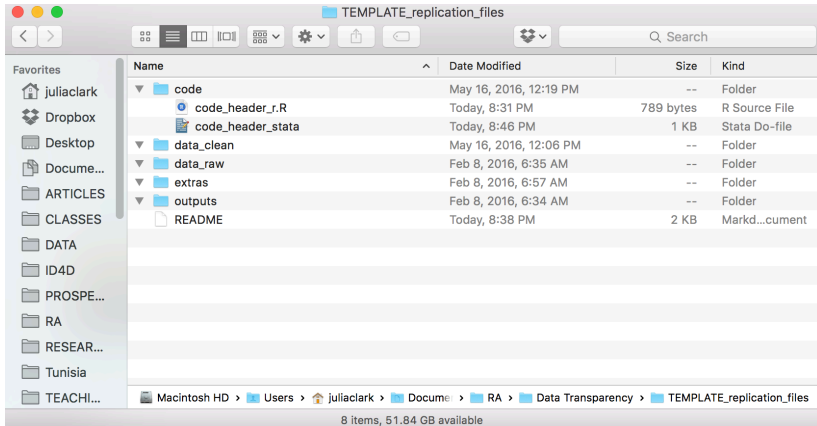 TEMPLATE_replication_files
Search
Favorites
juliaclark
Dropbox
Desktop
Docume...
ARTICLES
CLASSES
DATA
ID4D
PROSPE...
RA
RESEAR...
Tunisia
TEACHI...
Name Date Modified Size Kind
code May 16, 2016, 12:19 PM -- Folder
code_header_r.R Today, 8:31 PM 789 bytes R Source File
code_header_stata Today, 8:46 PM 1 KB Stata Do-file
data_clean May 16, 2016, 12:06 PM -- Folder
data_raw Feb 8, 2016, 6:35 AM -- Folder
extras Feb 8, 2016, 6:57 AM -- Folder
outputs Feb 8, 2016, 6:34 AM -- Folder
README Today, 8:38 PM 2 KB Markd...cument
Macintosh HD › Users › juliaclark › Docume › RA › Data Transparency › TEMPLATE_replication_files
8 items, 51.84 GB available